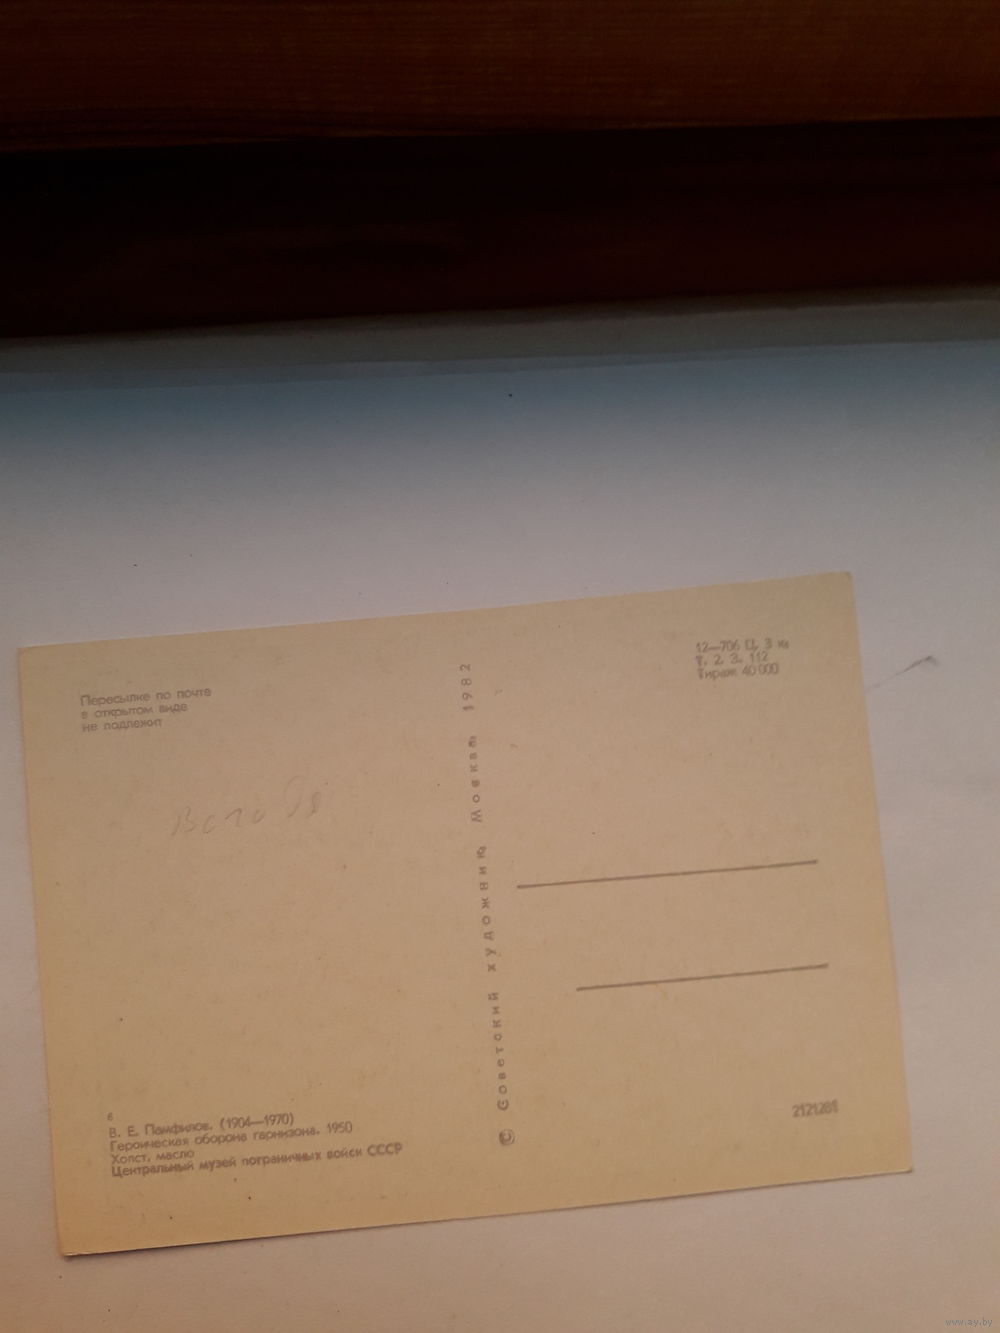 Пересылке по почте
в открытом виде
не подлежит
12—706 Ц. 3 к.
Т. 2. З. 112
Тираж 40 000
© Советский художник Москва 1982
6
В. Е. Памфилов. (1904—1970)
Героическая оборона гарнизона. 1950
Холст, масло
Центральный музей пограничных войск СССР
2121281
www.ay.by